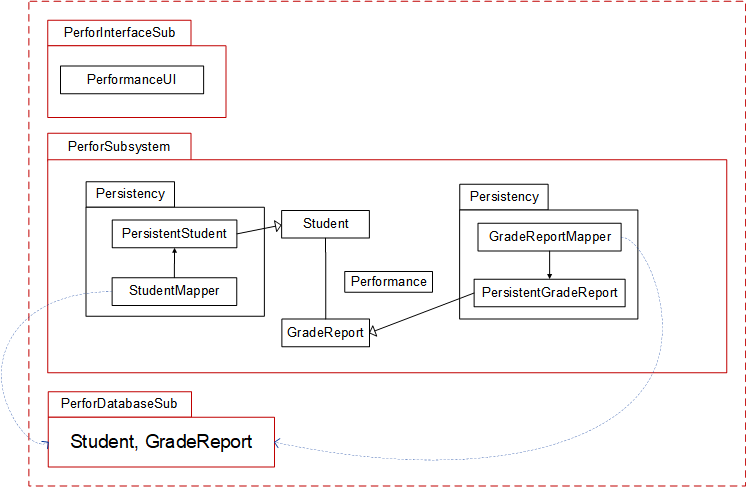 PerforInterfaceSub
PerformanceUI
PerforSubsystem
Persistency
Persistency
PersistentStudent
Student
GradeReportMapper
StudentMapper
Performance
PersistentGradeReport
GradeReport
PerforDatabaseSub
Student, GradeReport